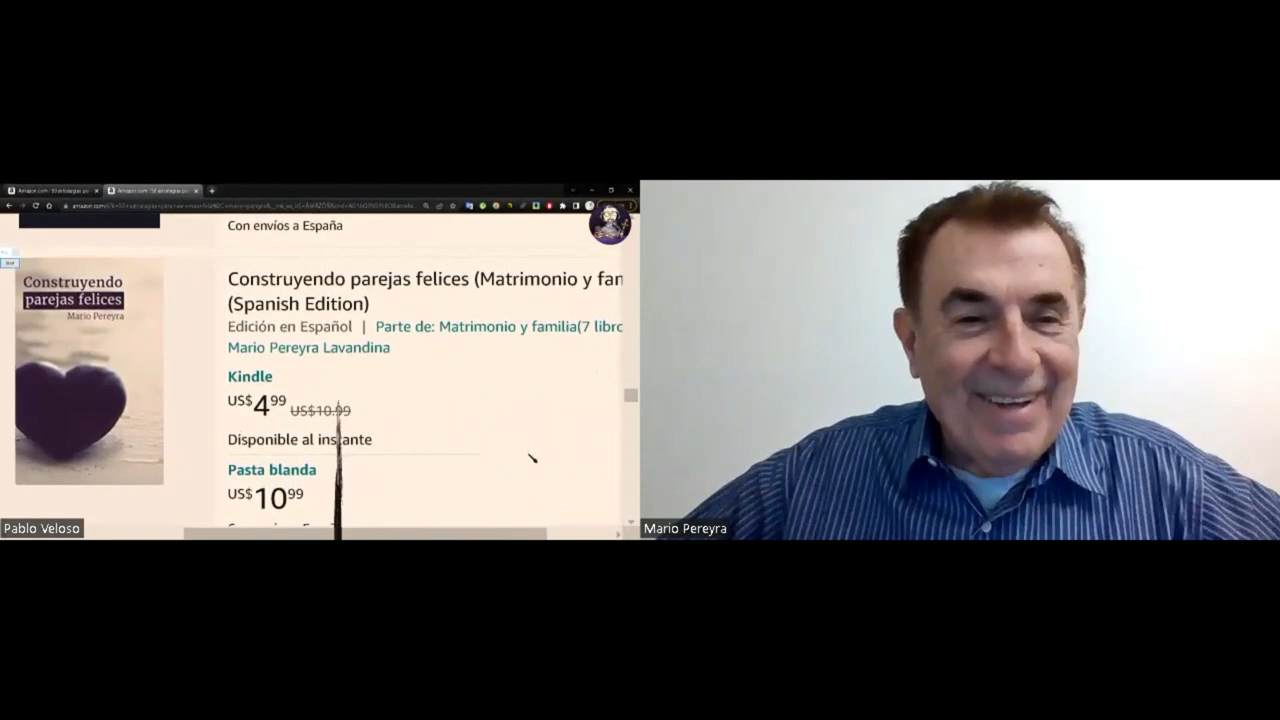 Con envíos a España
Construyendo
parejas felices
Mario Pereyra
Construyendo parejas felices (Matrimonio y fan
(Spanish Edition)
Edición en Español | Parte de: Matrimonio y familia(7 libro
Mario Pereyra Lavandina
Kindle
US$4.99 US$10.99
Disponible al instante
Pasta blanda
US$10.99
Pablo Veloso
Mario Pereyra